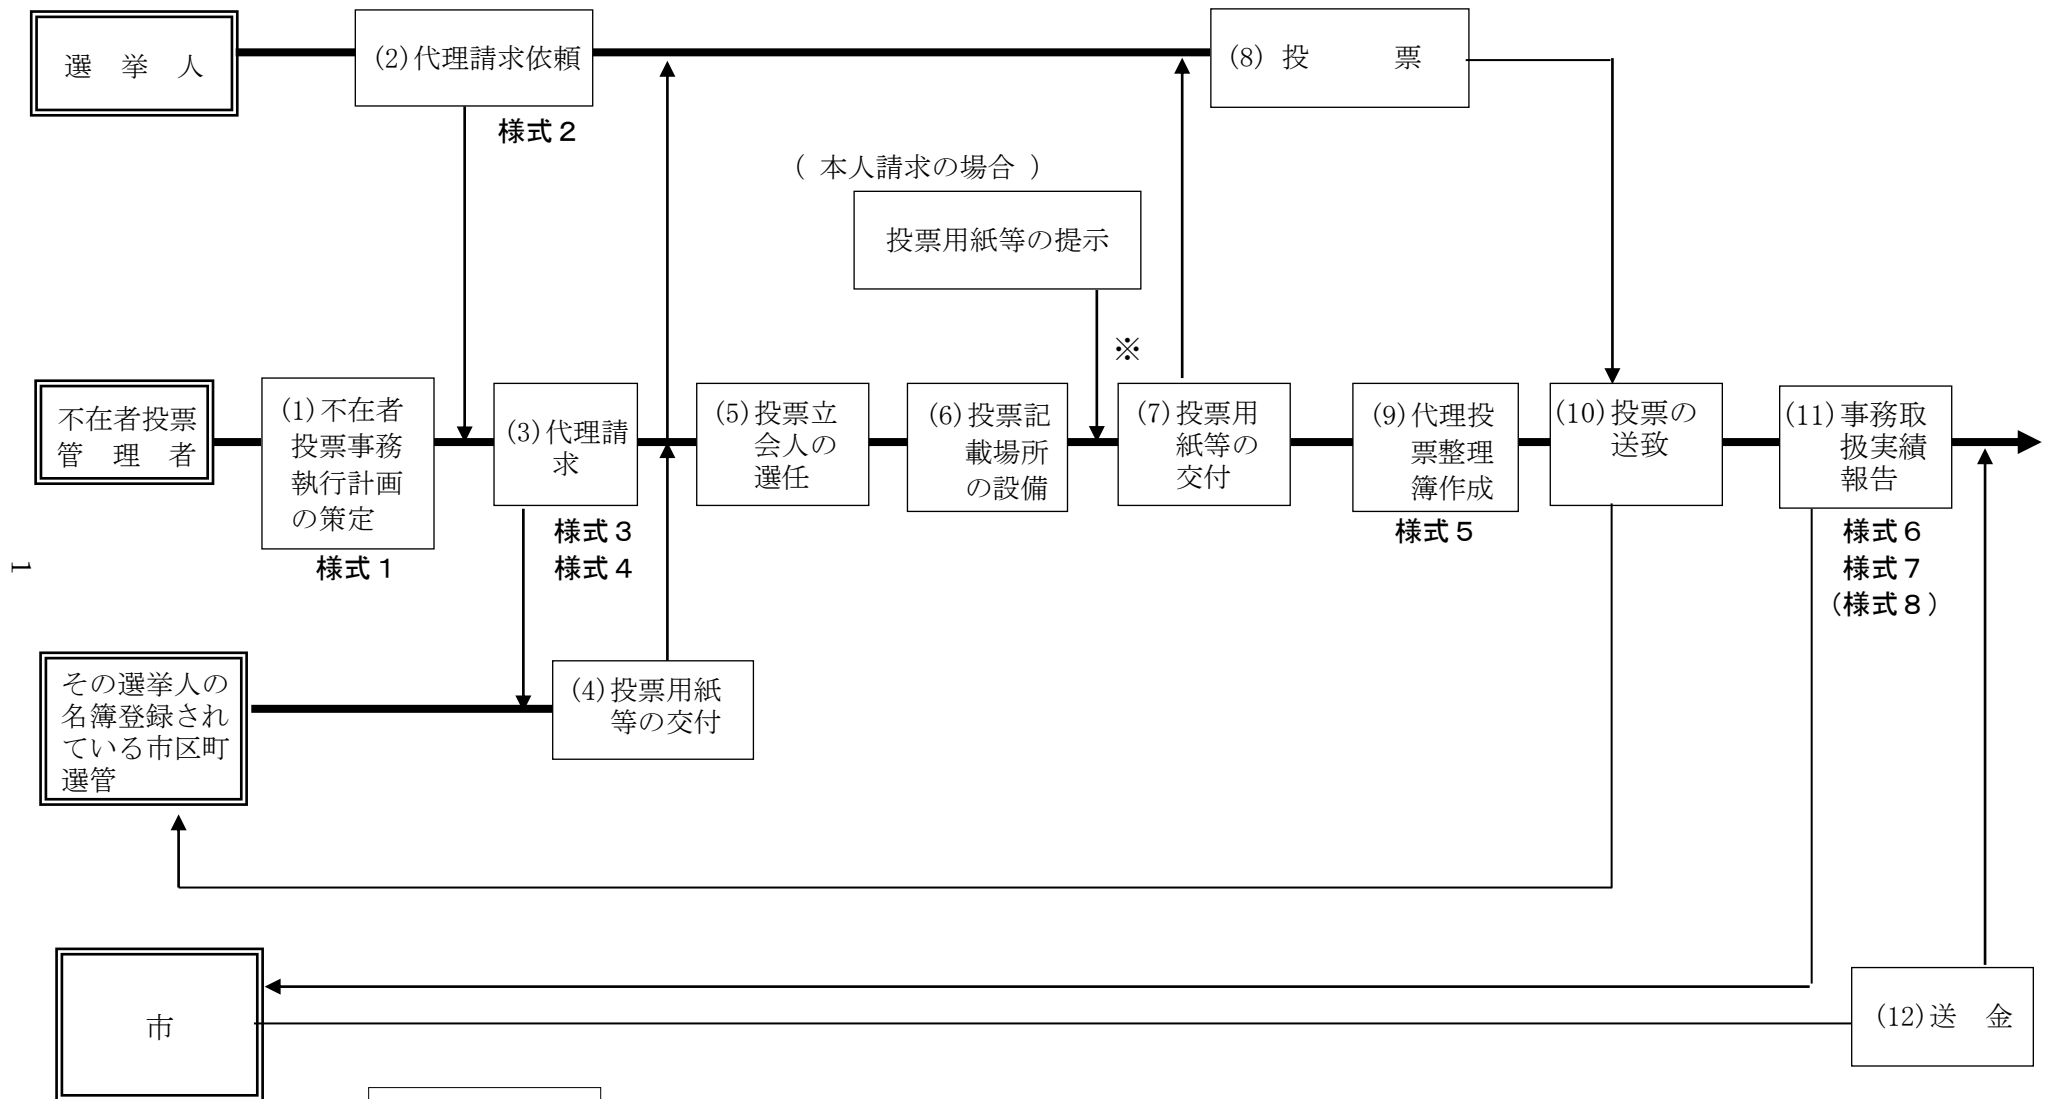 選　挙　人
(2)代理請求依頼
(8) 投　　　票
様式２
（ 本人請求の場合 ）
投票用紙等の提示
※
不在者投票
管　理　者
(1)不在者
投票事務
執行計画
の策定
様式１
(3)代理請
求
様式３
様式４
(5)投票立
会人の
選任
(6)投票記
載場所
の設備
(7)投票用
紙等の
交付
(9)代理投
票整理
簿作成
様式５
(10)投票の
送致
(11)事務取
扱実績
報告
様式６
様式７
（様式８）
1
その選挙人の
名簿登録され
ている市区町
選管
(4)投票用紙
等の交付
市
(12)送　金